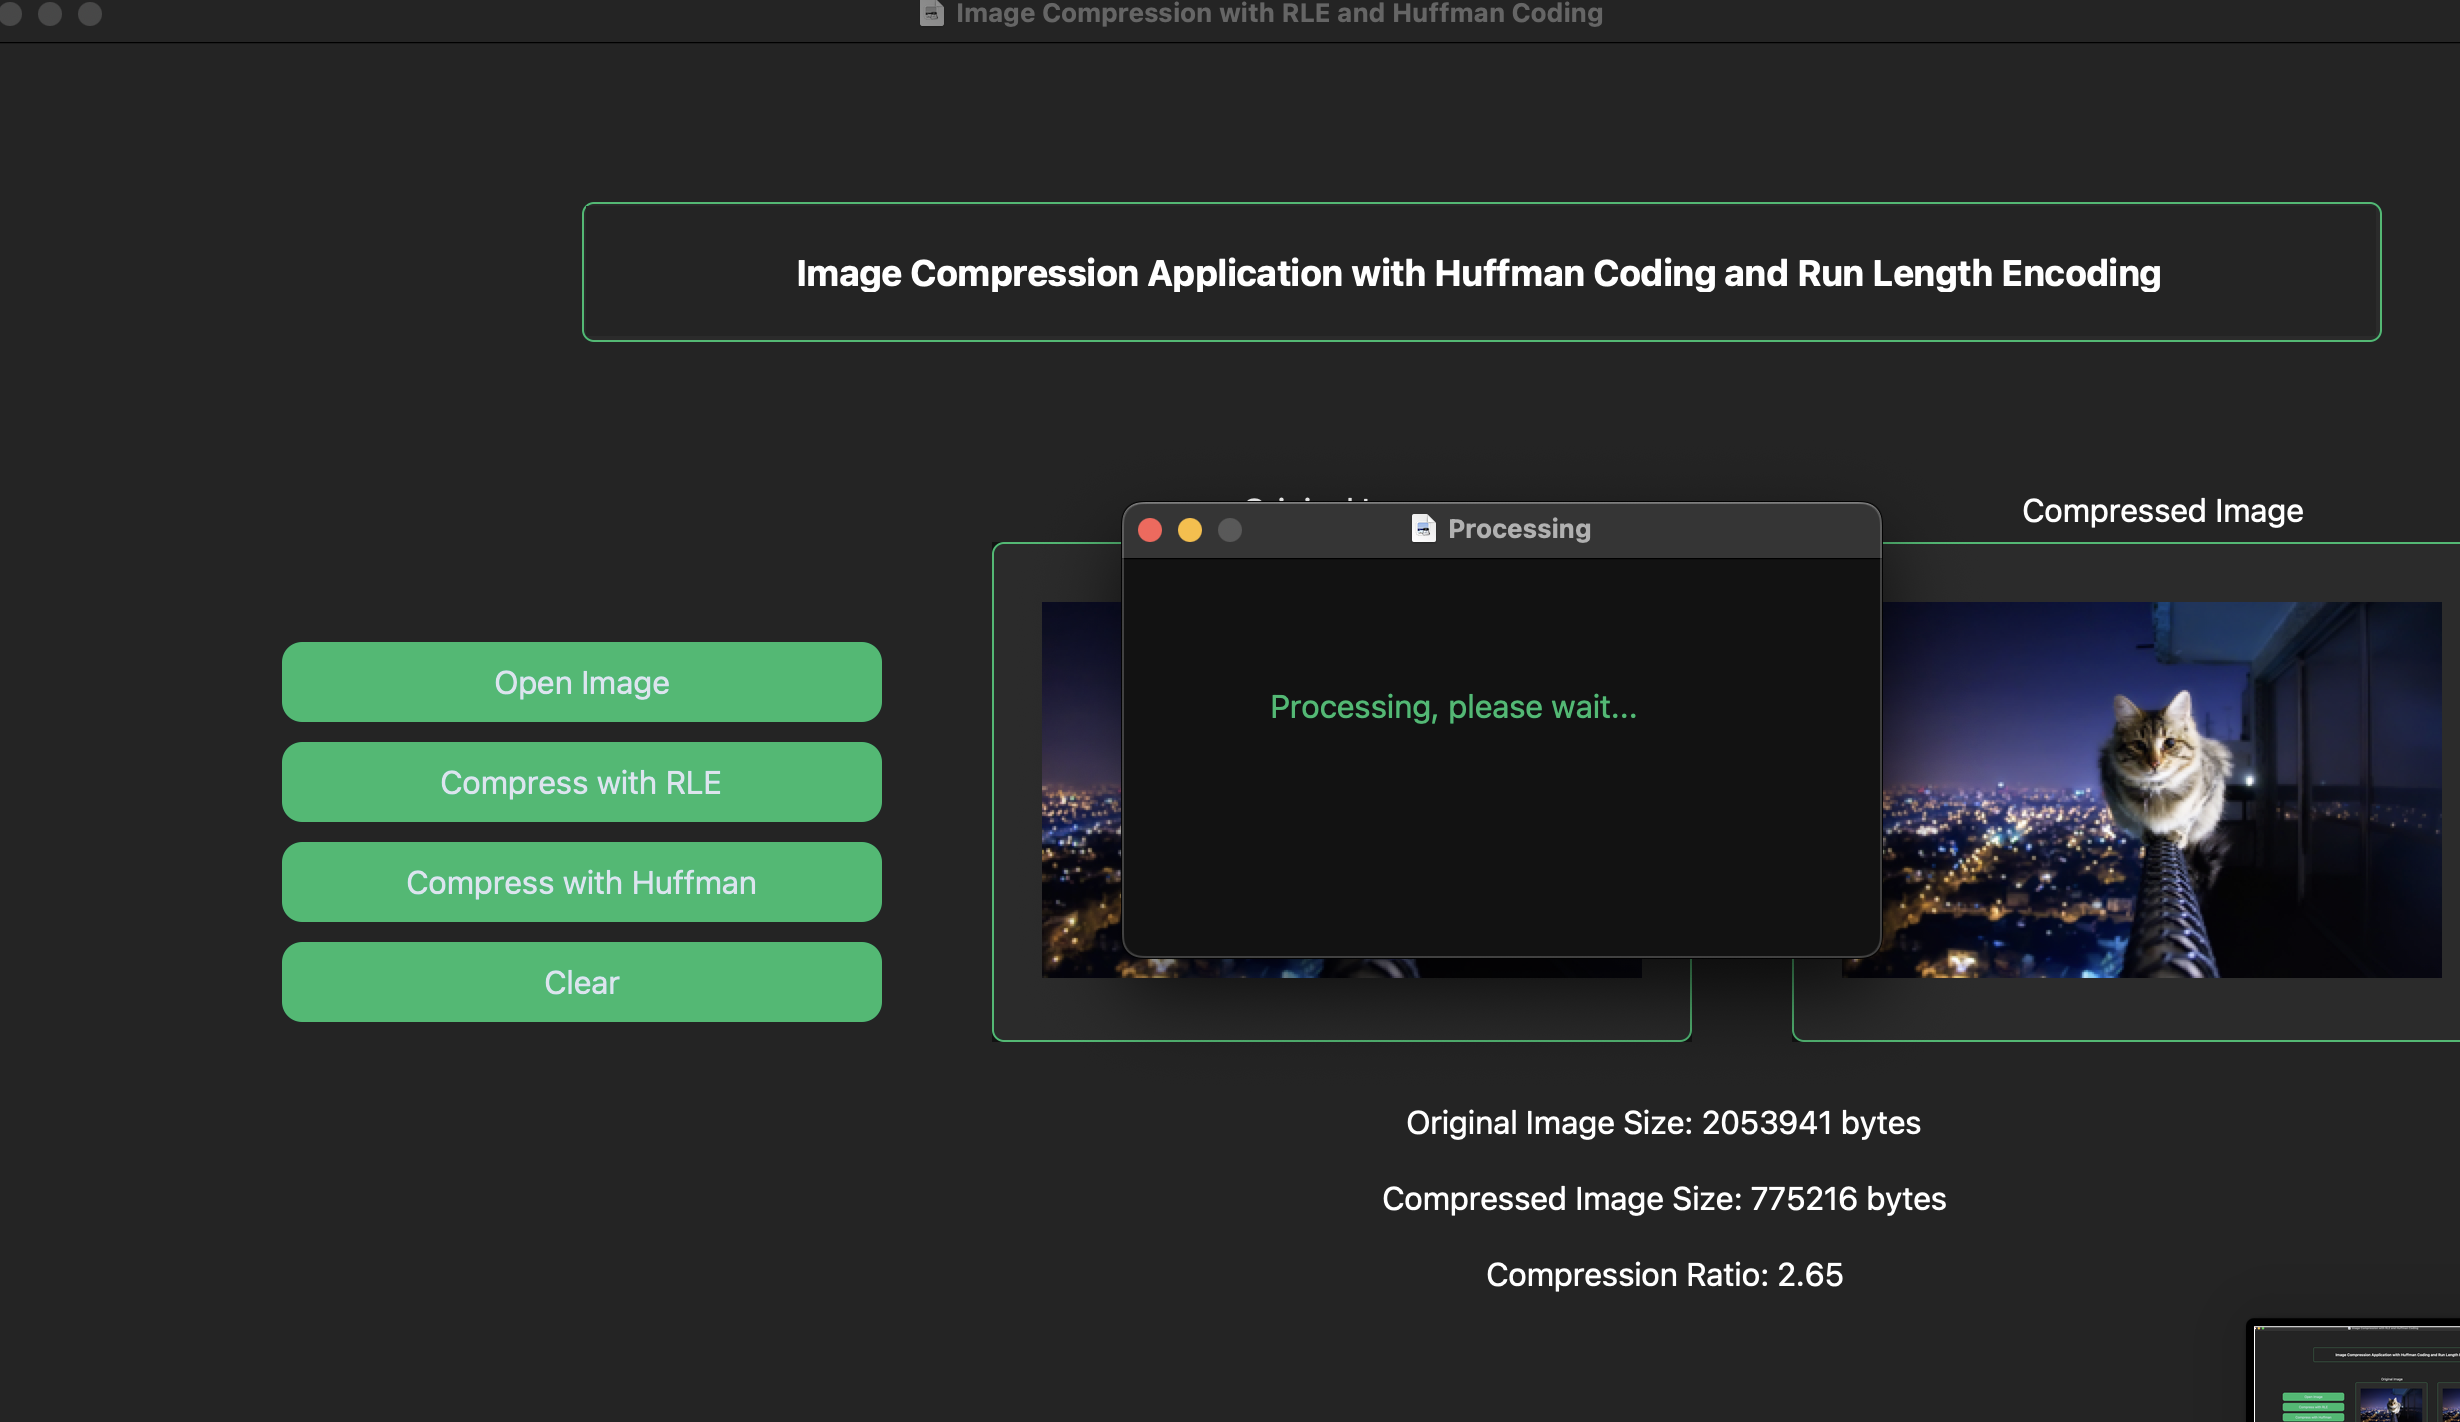 Image Compression with RLE and Huffman Coding
Image Compression Application with Huffman Coding and Run Length Encoding
Compressed Image
Processing
Processing, please wait...
Open Image
Compress with RLE
Compress with Huffman
Clear
Original Image Size: 2053941 bytes
Compressed Image Size: 775216 bytes
Compression Ratio: 2.65